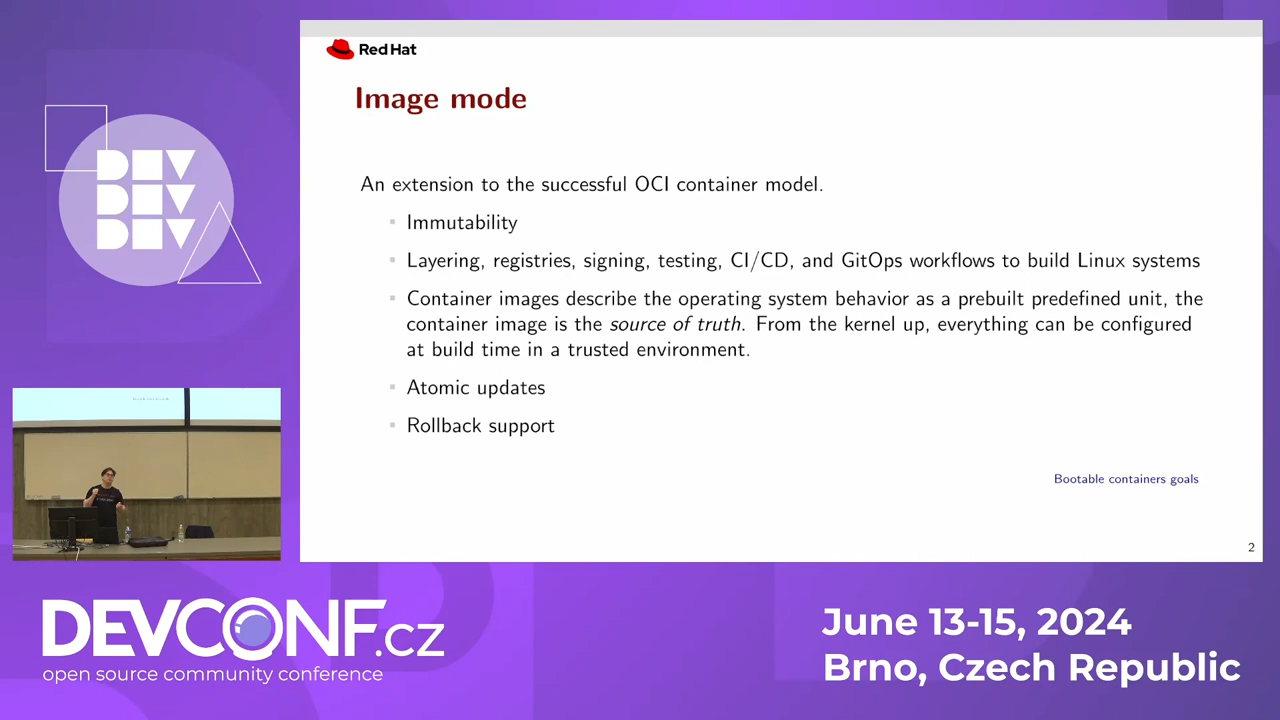 Red Hat
Image mode
An extension to the successful OCI container model.
Immutability
Layering, registries, signing, testing, CI/CD, and GitOps workflows to build Linux systems
Container images describe the operating system behavior as a prebuilt predefined unit, the
container image is the source of truth. From the kernel up, everything can be configured
at build time in a trusted environment.
Atomic updates
Rollback support
Bootable containers goals
2
DEV
DEV
DEV
DEVCONF.cz
open source community conference
June 13-15, 2024
Brno, Czech Republic